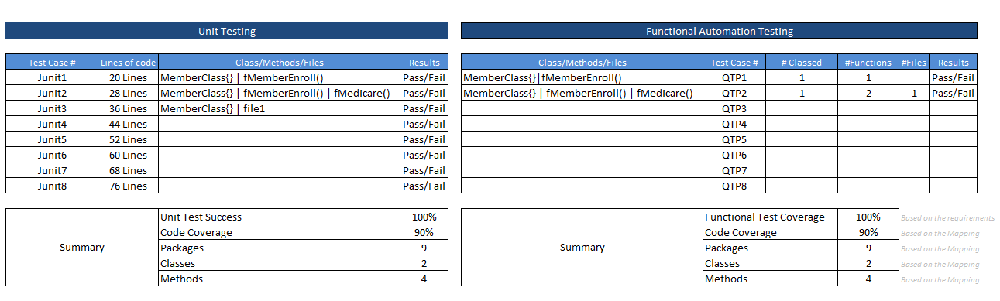 Unit Testing
Test Case # Lines of code Class/Methods/Files Results
Junit1 20 Lines MemberClass{} | fMemberEnroll() Pass/Fail
Junit2 28 Lines MemberClass{} | fMemberEnroll() | fMedicare() Pass/Fail
Junit3 36 Lines MemberClass{} | file1 Pass/Fail
Junit4 44 Lines Pass/Fail
Junit5 52 Lines Pass/Fail
Junit6 60 Lines Pass/Fail
Junit7 68 Lines Pass/Fail
Junit8 76 Lines Pass/Fail
Summary
Unit Test Success 100%
Code Coverage 90%
Packages 9
Classes 2
Methods 4
Functional Automation Testing
Class/Methods/Files Test Case # # Classed #Functions #Files Results
MemberClass{}|fMemberEnroll() QTP1 1 1 Pass/Fail
MemberClass{} | fMemberEnroll() | fMedicare() QTP2 1 2 1 Pass/Fail
QTP3
QTP4
QTP5
QTP6
QTP7
QTP8
Summary
Functional Test Coverage 100% Based on the requirements
Code Coverage 90% Based on the Mapping
Packages 9 Based on the Mapping
Classes 2 Based on the Mapping
Methods 4 Based on the Mapping